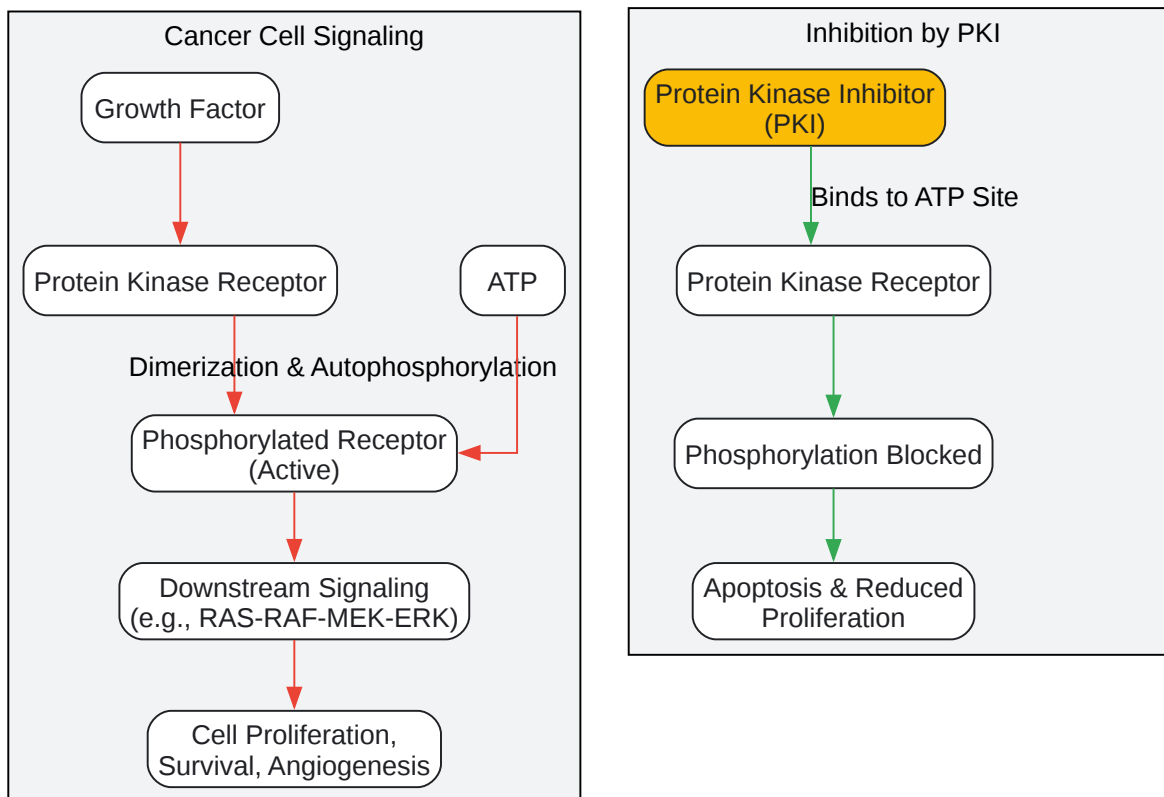 Cancer Cell Signaling
Growth Factor
Protein Kinase Receptor
ATP
Dimerization & Autophosphorylation
Phosphorylated Receptor
(Active)
Downstream Signaling
(e.g., RAS-RAF-MEK-ERK)
Cell Proliferation,
Survival, Angiogenesis
Inhibition by PKI
Protein Kinase Inhibitor
(PKI)
Binds to ATP Site
Protein Kinase Receptor
Phosphorylation Blocked
Apoptosis & Reduced
Proliferation